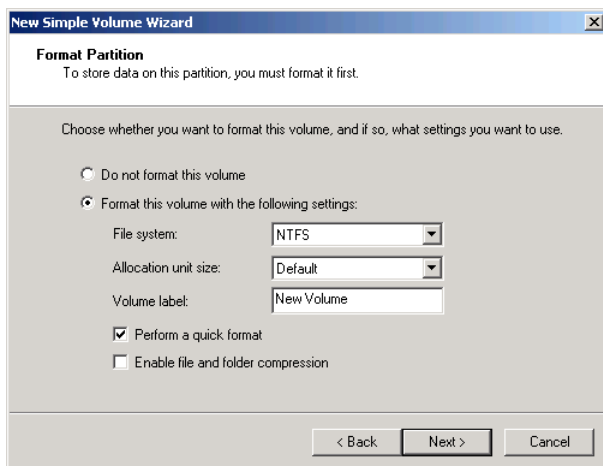 New Simple Volume Wizard
Format Partition
To store data on this partition, you must format it first.
Choose whether you want to format this volume, and if so, what settings you want to use.
Do not format this volume
Format this volume with the following settings:
File system: NTFS
Allocation unit size: Default
Volume label: New Volume
Perform a quick format
Enable file and folder compression
< Back Next > Cancel